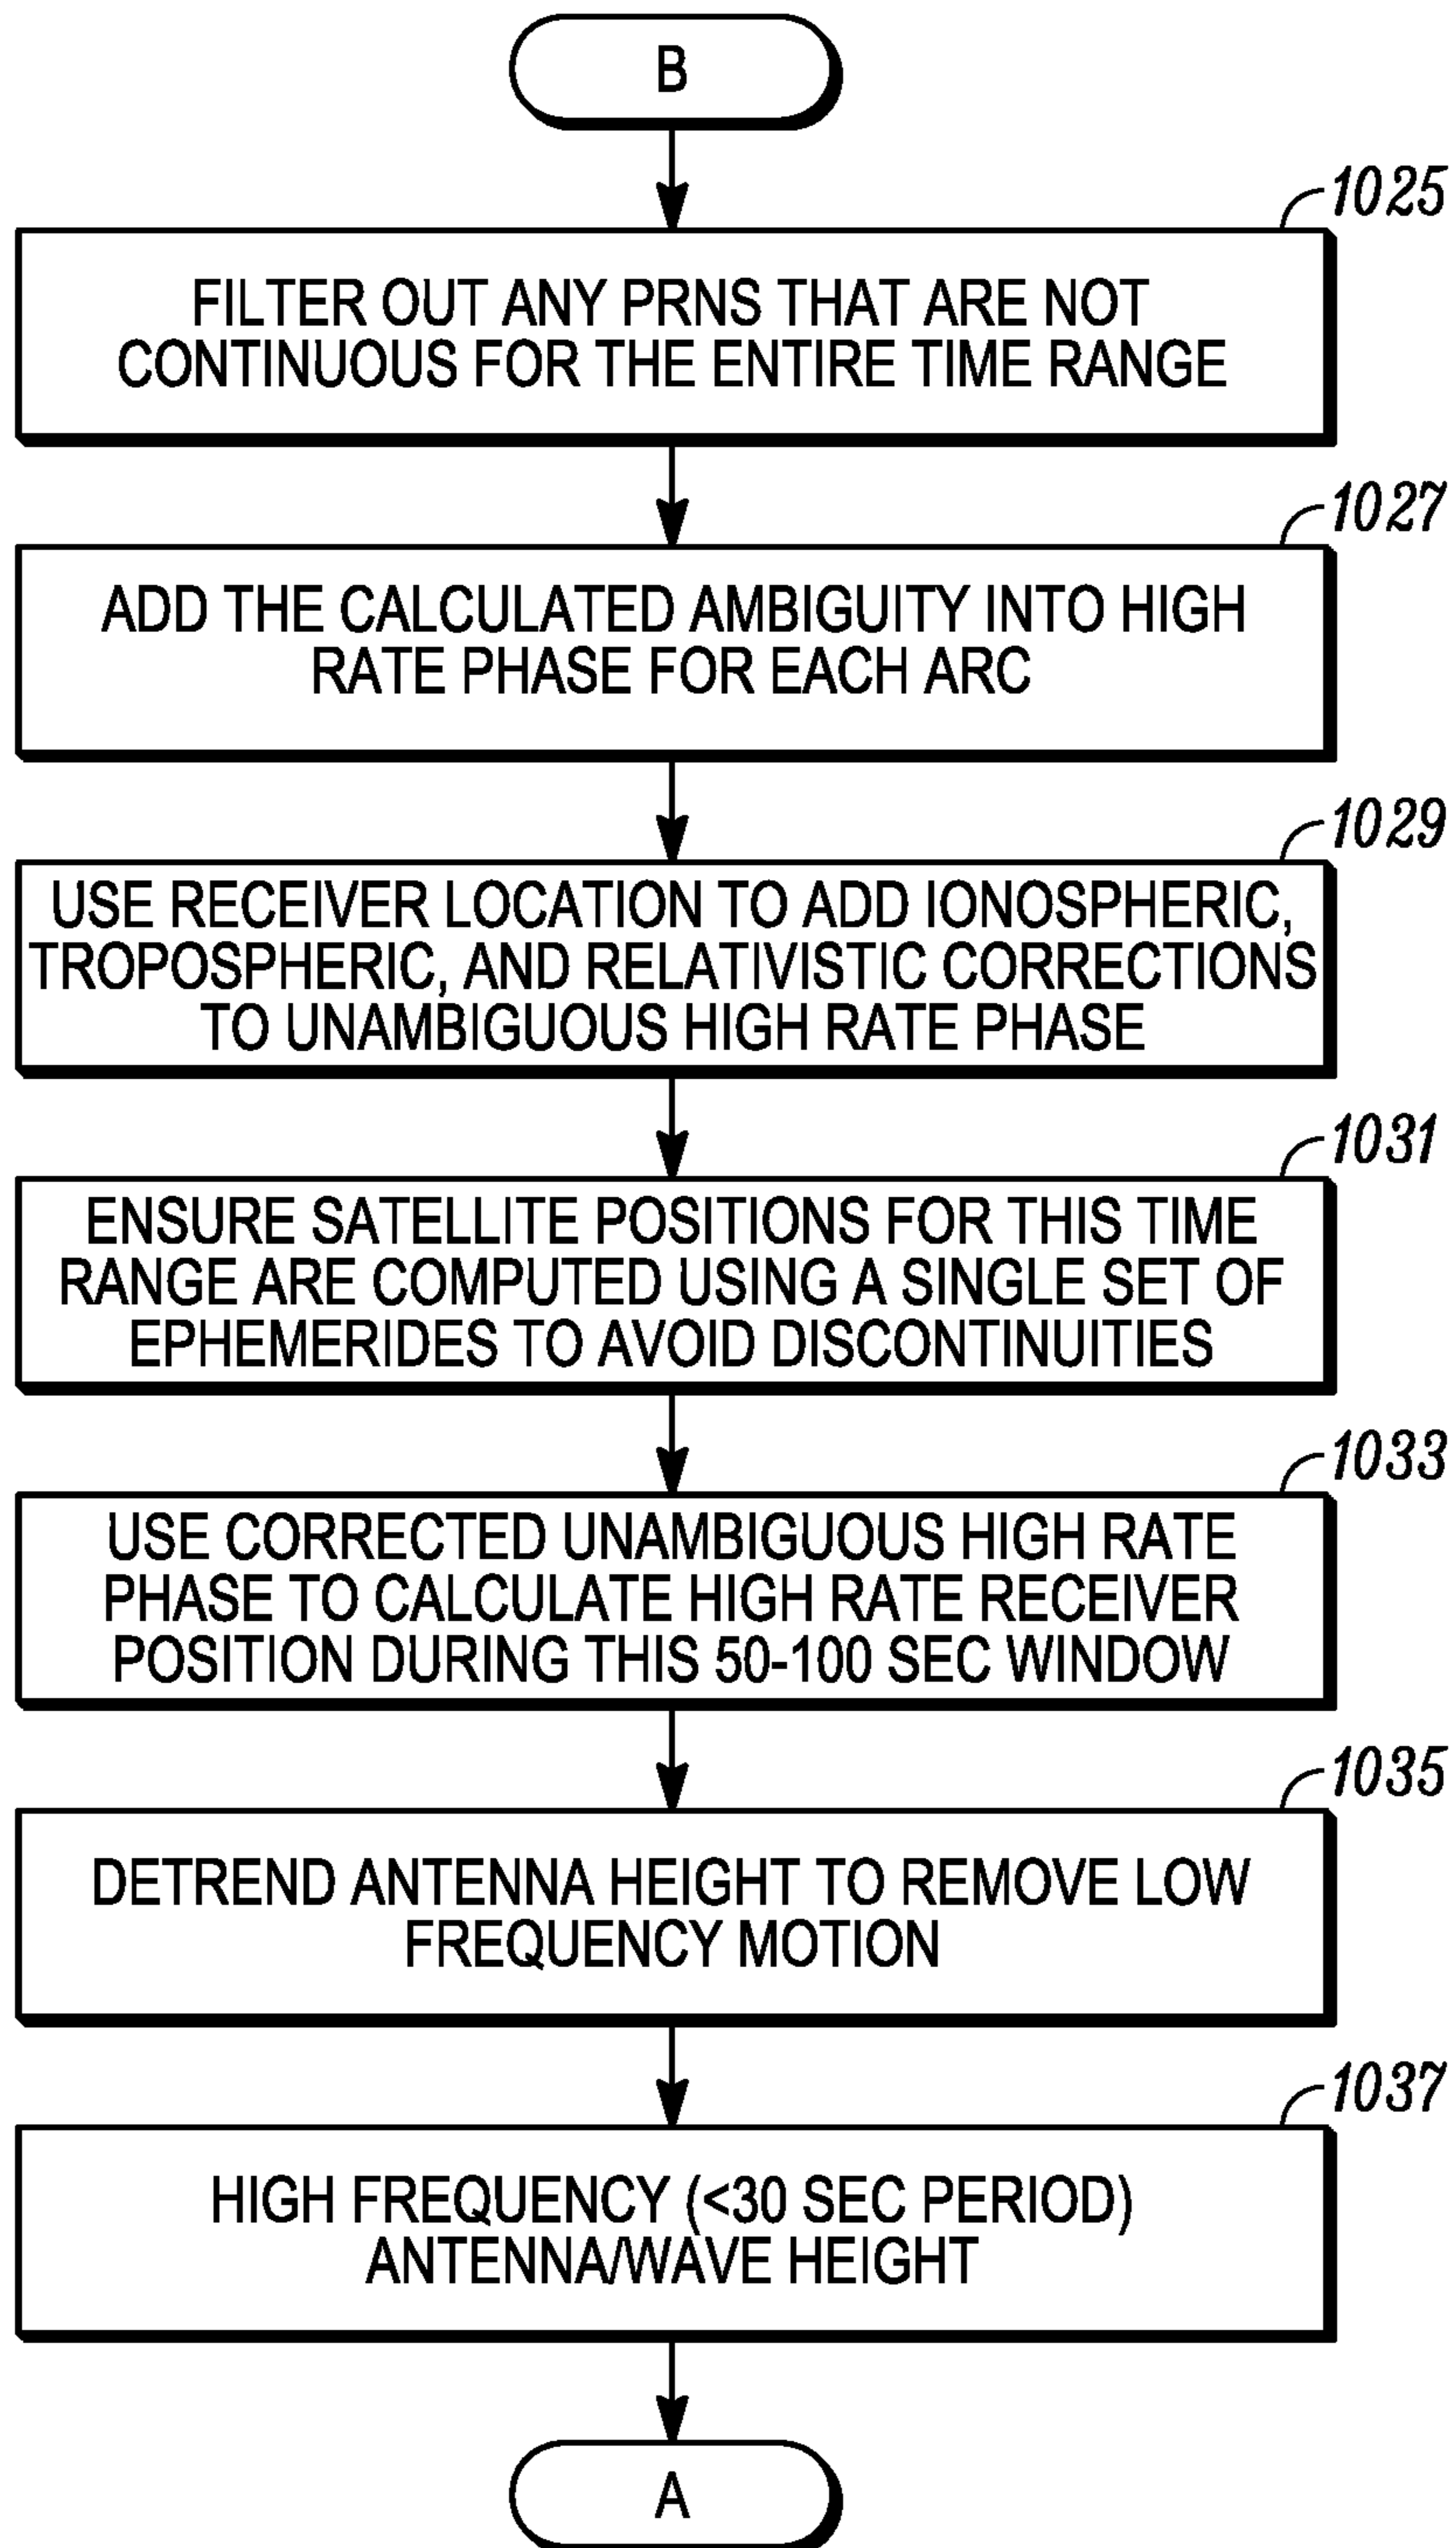 B
1025
FILTER OUT ANY PRNS THAT ARE NOT
CONTINUOUS FOR THE ENTIRE TIME RANGE
1027
ADD THE CALCULATED AMBIGUITY INTO HIGH
RATE PHASE FOR EACH ARC
1029
USE RECEIVER LOCATION TO ADD IONOSPHERIC,
TROPOSPHERIC, AND RELATIVISTIC CORRECTIONS
TO UNAMBIGUOUS HIGH RATE PHASE
1031
ENSURE SATELLITE POSITIONS FOR THIS TIME
RANGE ARE COMPUTED USING A SINGLE SET OF
EPHEMERIDES TO AVOID DISCONTINUITIES
1033
USE CORRECTED UNAMBIGUOUS HIGH RATE
PHASE TO CALCULATE HIGH RATE RECEIVER
POSITION DURING THIS 50-100 SEC WINDOW
1035
DETREND ANTENNA HEIGHT TO REMOVE LOW
FREQUENCY MOTION
1037
HIGH FREQUENCY (<30 SEC PERIOD)
ANTENNA/WAVE HEIGHT
A